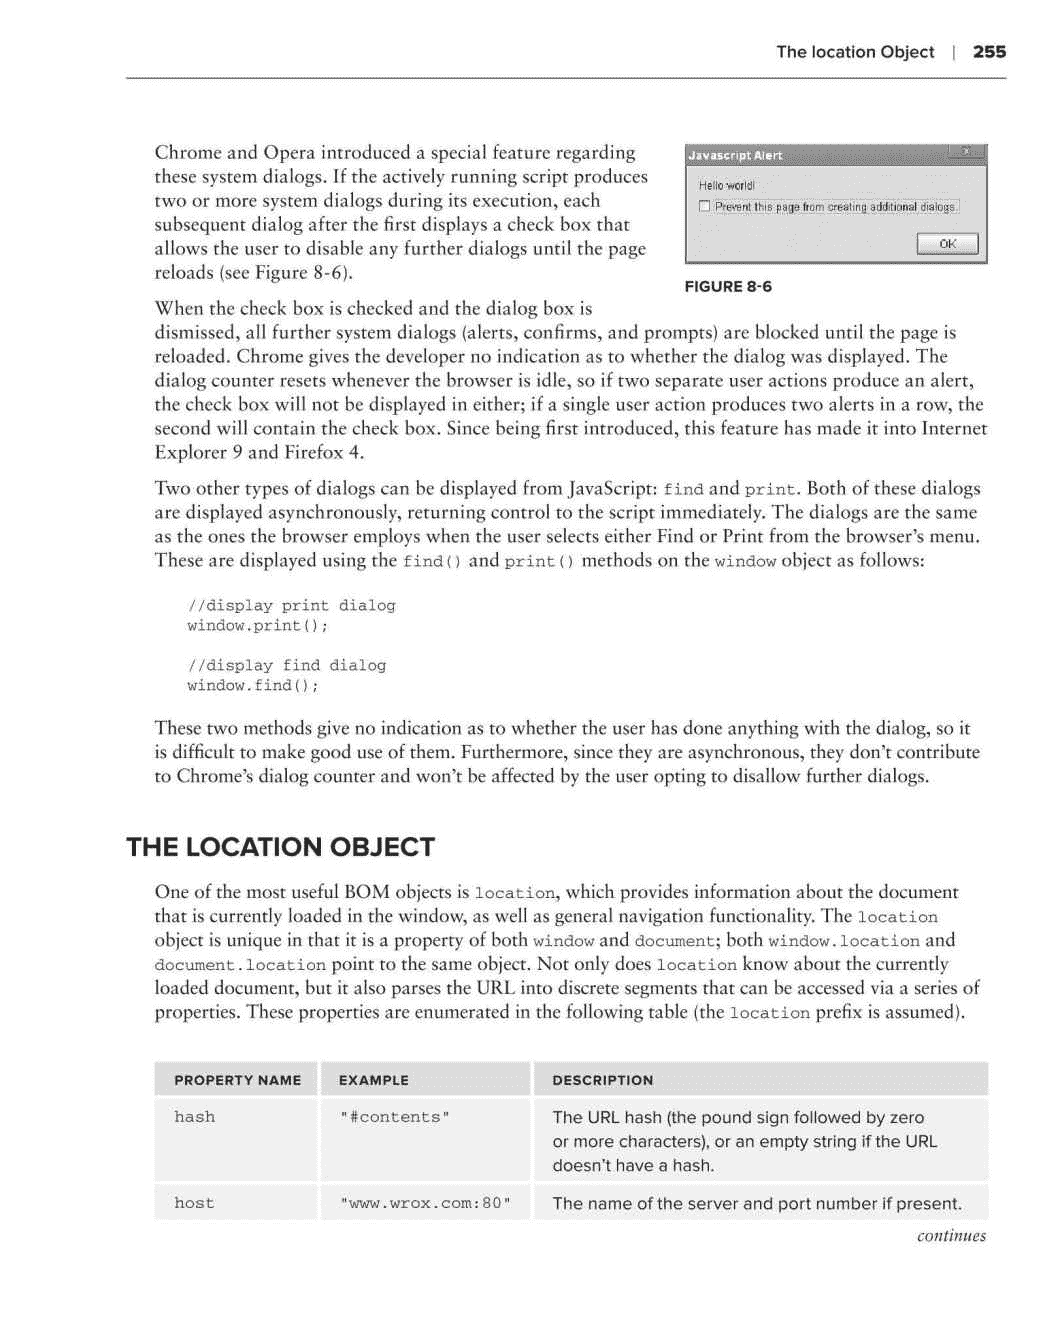 The location Object | 255
Chrome and Opera introduced a special feature regarding
these system dialogs. If the actively running script produces
two or more system dialogs during its execution, each
subsequent dialog after the first displays a check box that
allows the user to disable any further dialogs until the page
reloads (see Figure 8-6).
Javascript Alert
Hello world!
Prevent this page from creating additional dialogs.
OK
FIGURE 8-6
When the check box is checked and the dialog box is
dismissed, all further system dialogs (alerts, confirms, and prompts) are blocked until the page is
reloaded. Chrome gives the developer no indication as to whether the dialog was displayed. The
dialog counter resets whenever the browser is idle, so if two separate user actions produce an alert,
the check box will not be displayed in either; if a single user action produces two alerts in a row, the
second will contain the check box. Since being first introduced, this feature has made it into Internet
Explorer 9 and Firefox 4.
Two other types of dialogs can be displayed from JavaScript: find and print. Both of these dialogs
are displayed asynchronously, returning control to the script immediately. The dialogs are the same
as the ones the browser employs when the user selects either Find or Print from the browser's menu.
These are displayed using the find() and print() methods on the window object as follows:
//display print dialog
window.print();
//display find dialog
window.find();
These two methods give no indication as to whether the user has done anything with the dialog, so it
is difficult to make good use of them. Furthermore, since they are asynchronous, they don't contribute
to Chrome's dialog counter and won't be affected by the user opting to disallow further dialogs.
THE LOCATION OBJECT
One of the most useful BOM objects is location, which provides information about the document
that is currently loaded in the window, as well as general navigation functionality. The location
object is unique in that it is a property of both window and document; both window.location and
document.location point to the same object. Not only does location know about the currently
loaded document, but it also parses the URL into discrete segments that can be accessed via a series of
properties. These properties are enumerated in the following table (the location prefix is assumed).
PROPERTY NAME EXAMPLE DESCRIPTION
hash "#contents" The URL hash (the pound sign followed by zero
or more characters), or an empty string if the URL
doesn't have a hash.
host "www.wrox.com:80" The name of the server and port number if present.
continues